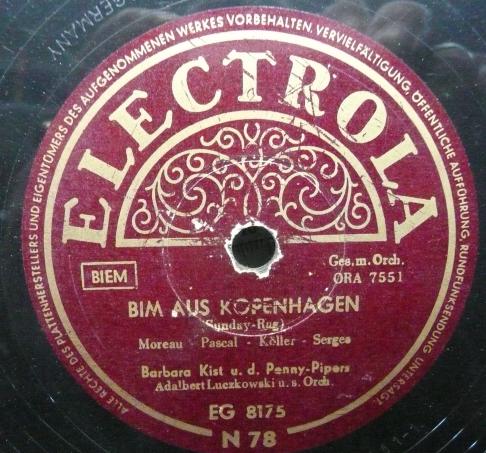 GERMANY
ALLE RECHTE DES PLATTENHERSTELLERS UND EIGENTÜMERS DES AUFGENOMMENEN WERKES VORBEHALTEN. VERVIELFÄLTIGUNG, ÖFFENTLICHE AUFFÜHRUNG, RUNDFUNKSENDUNG UNTERSAGT.
ELECTROLA
BIEM
Ges. m. Orch.
ORA 7551
BIM AUS KOPENHAGEN
(Sunday-Rag)
Moreau Pascal - Köller - Serges
Barbara Kist u. d. Penny-Pipers
Adalbert Luczkowski u. s. Orch.
EG 8175
N 78